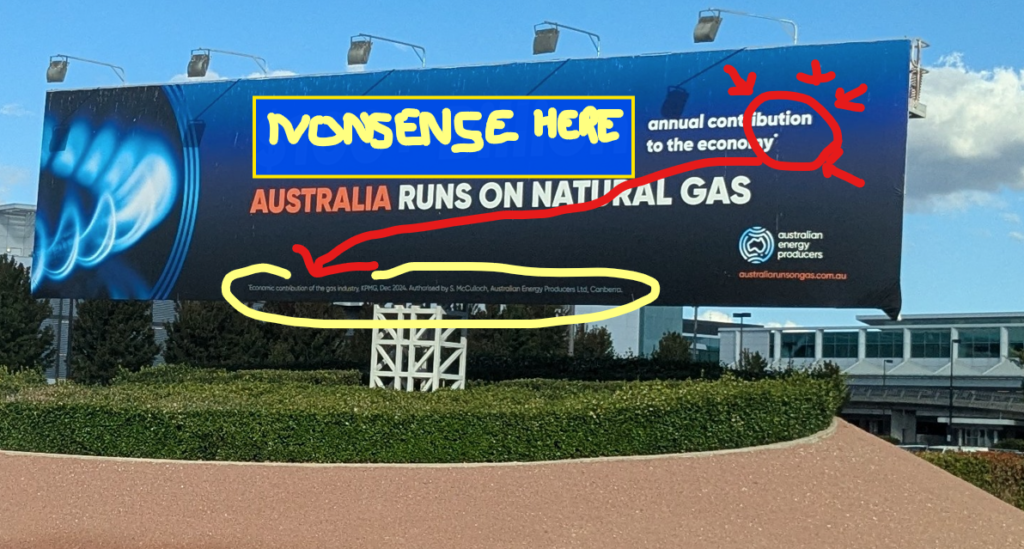 NONSENSE HERE
annual contribution
to the economy*
AUSTRALIA RUNS ON NATURAL GAS
australian
energy
producers
australiarunsongas.com.au
*Economic contribution of the gas industry, KPMG, Dec 2024. Authorised by S. McCulloch, Australian Energy Producers Ltd, Canberra.